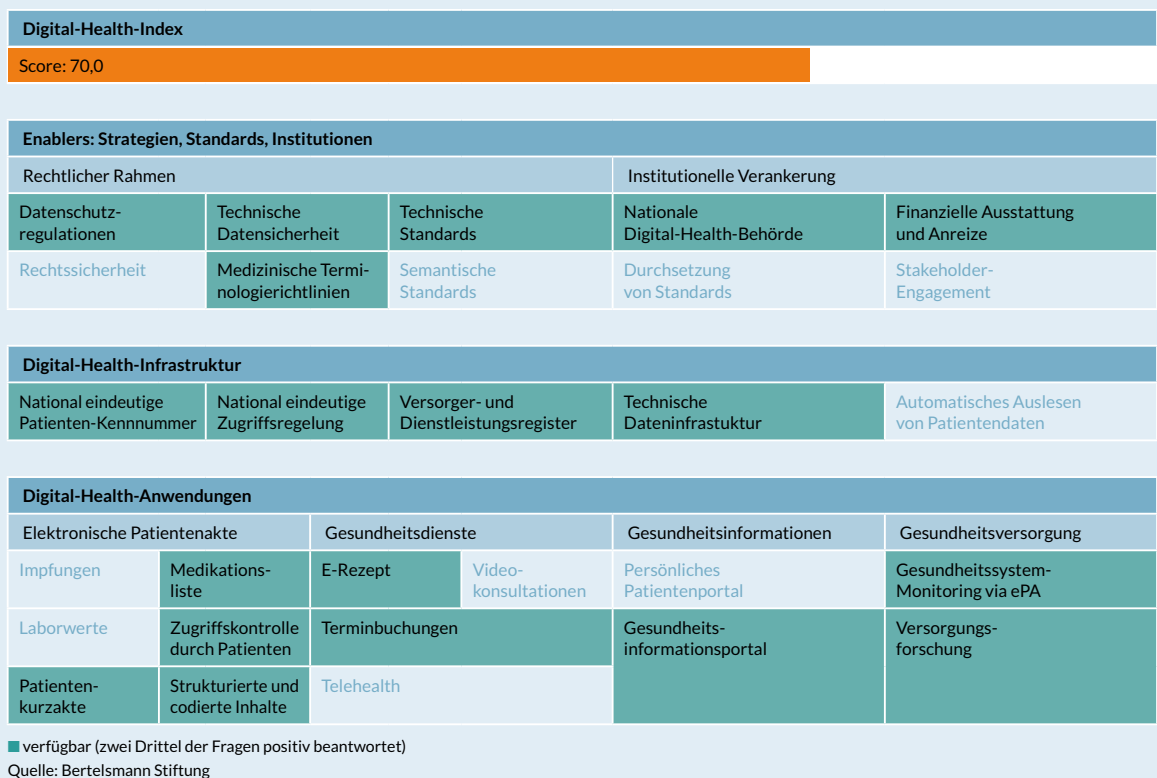 Digital-Health-Index
Score: 70,0
Enablers: Strategien, Standards, Institutionen
Rechtlicher Rahmen
Institutionelle Verankerung
Datenschutz-
regulationen
Technische
Datensicherheit
Technische
Standards
Nationale
Digital-Health-Behörde
Finanzielle Ausstattung
und Anreize
Rechtssicherheit
Medizinische Termi-
nologierichtlinien
Semantische
Standards
Durchsetzung
von Standards
Stakeholder-
Engagement
Digital-Health-Infrastruktur
National eindeutige
Patienten-Kennnummer
National eindeutige
Zugriffsregelung
Versorger- und
Dienstleistungsregister
Technische
Dateninfrastuktur
Automatisches Auslesen
von Patientendaten
Digital-Health-Anwendungen
Elektronische Patientenakte
Gesundheitsdienste
Gesundheitsinformationen
Gesundheitsversorgung
Impfungen
Medikations-
liste
E-Rezept
Video-
konsultationen
Persönliches
Patientenportal
Gesundheitssystem-
Monitoring via ePA
Laborwerte
Zugriffskontrolle
durch Patienten
Terminbuchungen
Gesundheits-
informationsportal
Versorgungs-
forschung
Patienten-
kurzakte
Strukturierte und
codierte Inhalte
Telehealth
verfügbar (zwei Drittel der Fragen positiv beantwortet)
Quelle: Bertelsmann Stiftung